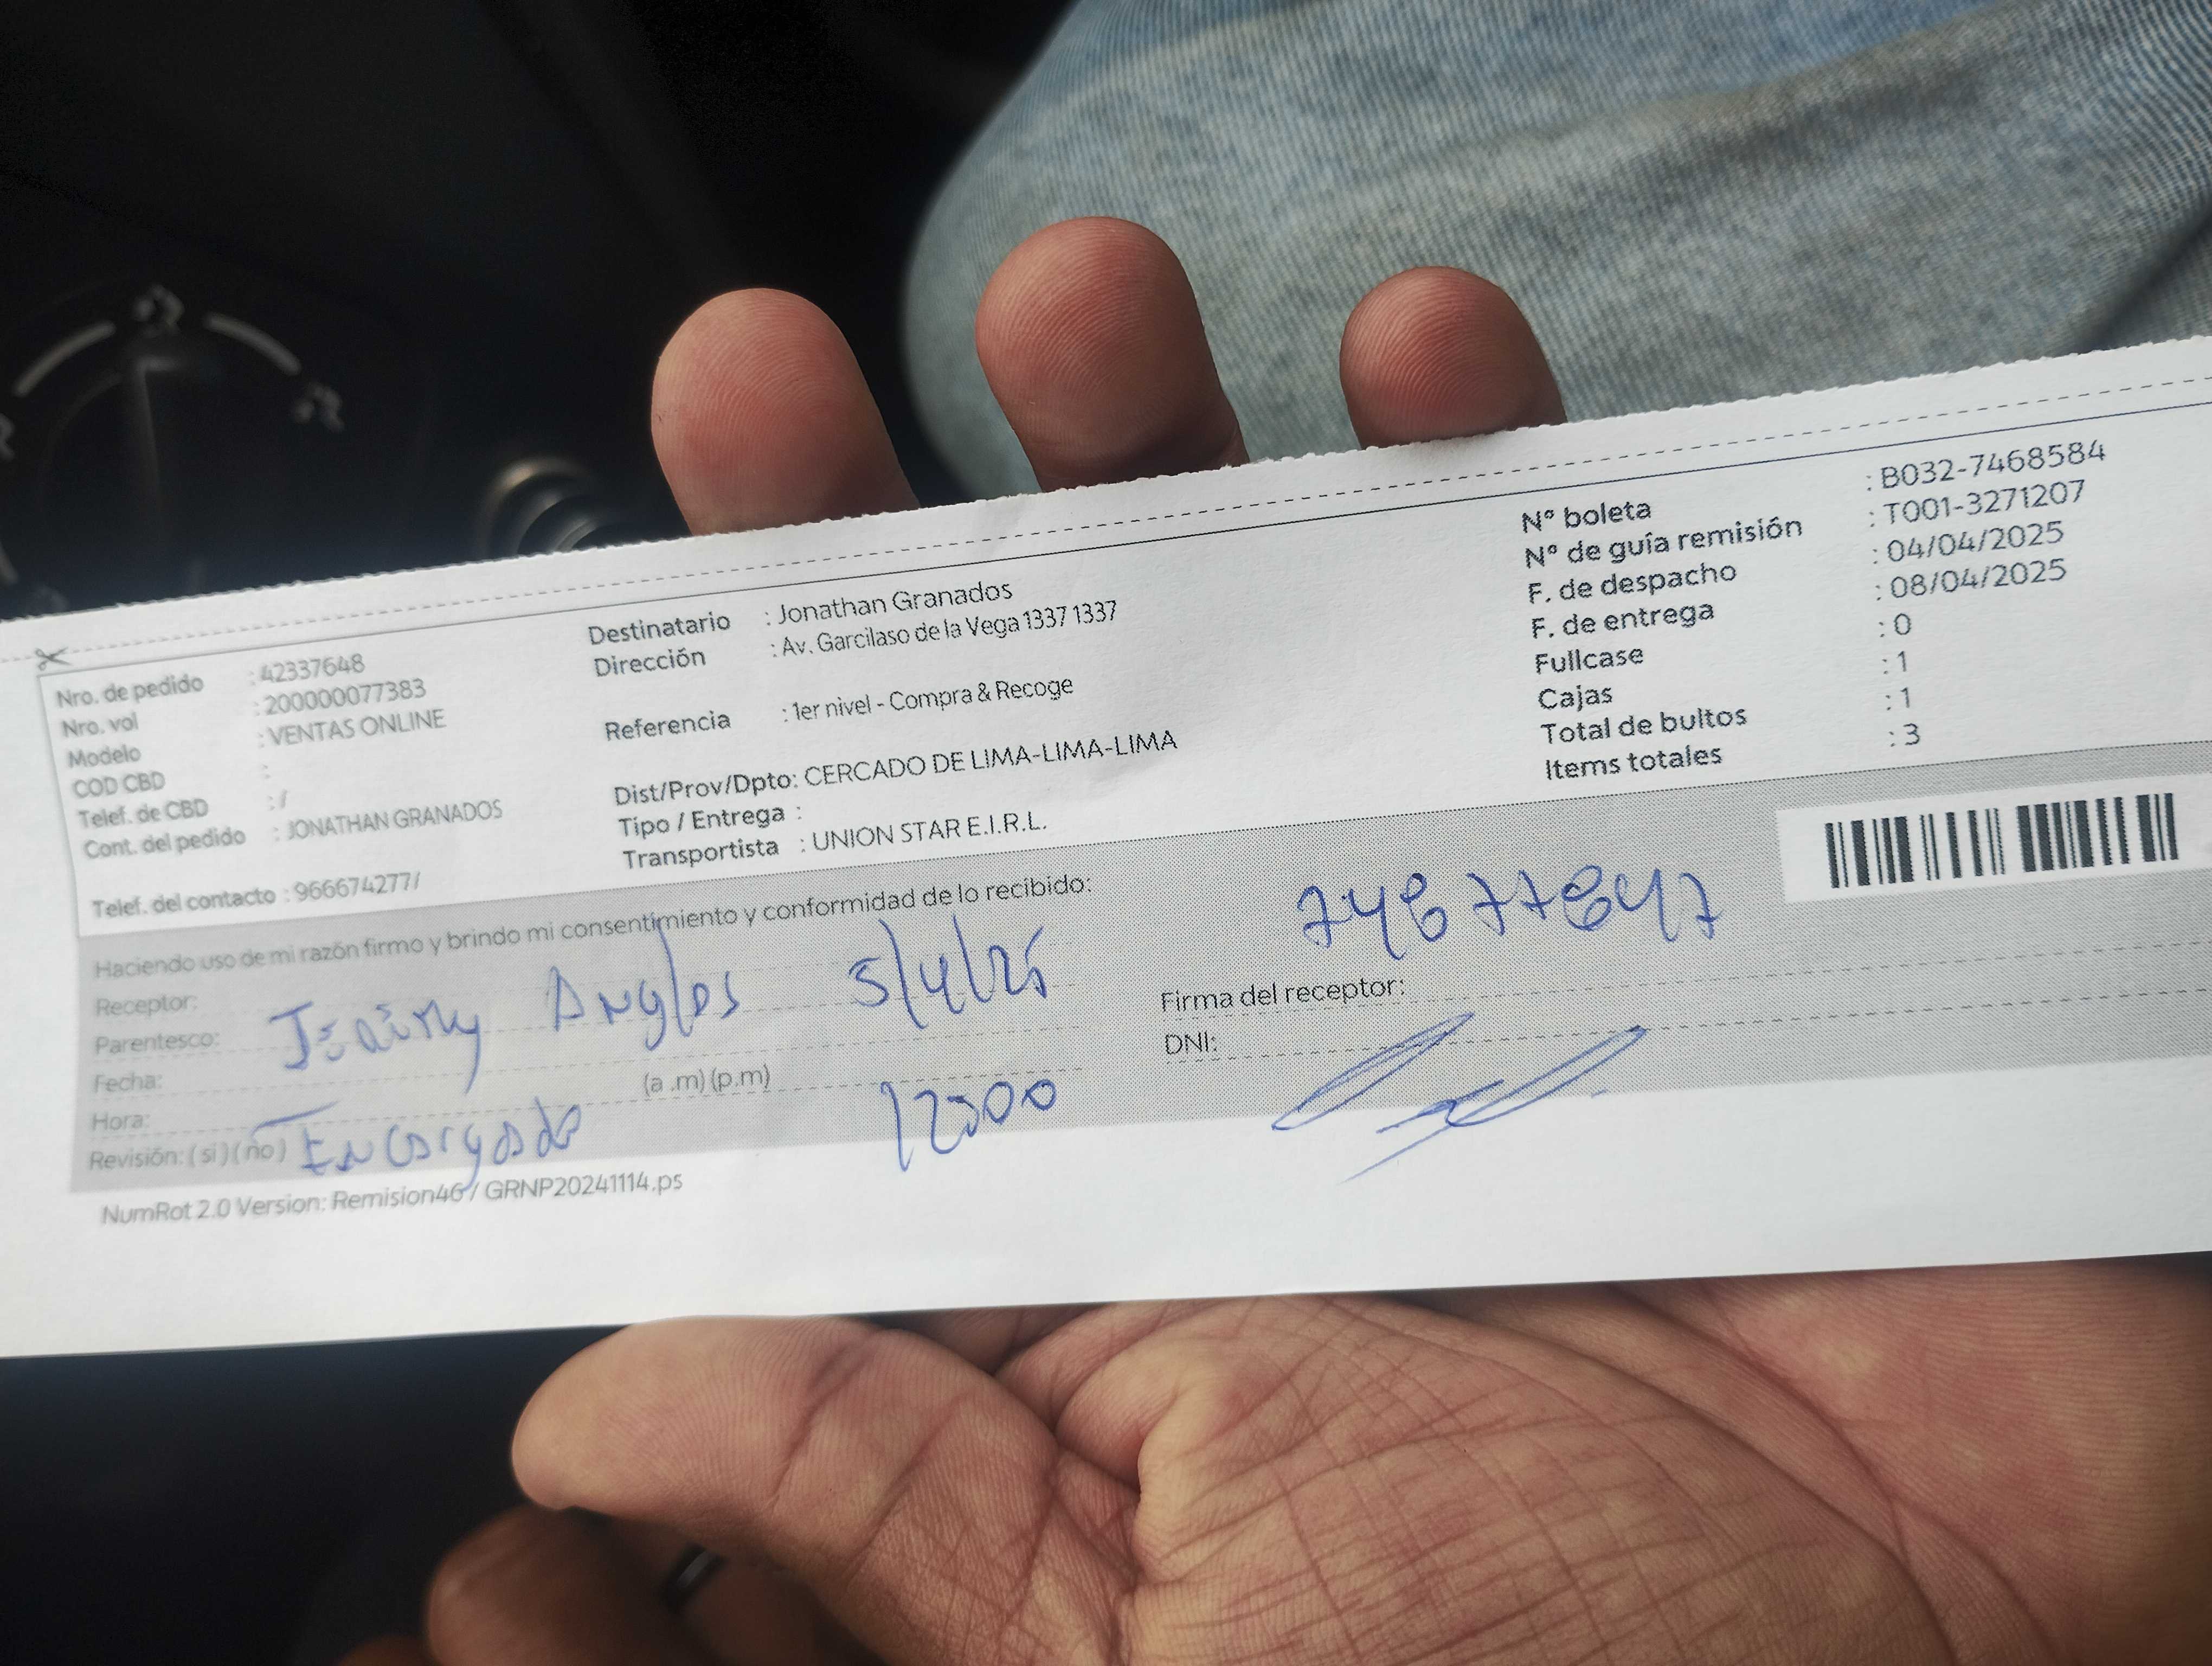 Nro. de pedido : 42337648
Nro. vol : 200000077383
Modelo : VENTAS ONLINE
COD CBD :
Telef. de CBD : /
Cont. del pedido : JONATHAN GRANADOS
Telef. del contacto : 966674277/
Destinatario : Jonathan Granados
Dirección : Av. Garcilaso de la Vega 1337 1337
Referencia : 1er nivel - Compra & Recoge
Dist/Prov/Dpto: CERCADO DE LIMA-LIMA-LIMA
Tipo / Entrega :
Transportista : UNION STAR E.I.R.L.
N° boleta : B032-7468584
N° de guía remisión : T001-3271207
F. de despacho : 04/04/2025
F. de entrega : 08/04/2025
Fullcase : 0
Cajas : 1
Total de bultos : 1
Items totales : 3
Haciendo uso de mi razón firmo y brindo mi consentimiento y conformidad de lo recibido:
Receptor:
Parentesco:
Angles 5/4/25
Fecha:
Hora: (a .m) (p.m)
Revisión: ( si ) ( no ) Encargado
12:00
Firma del receptor:
DNI:
NumRot 2.0 Version: Remision46 / GRNP20241114.ps